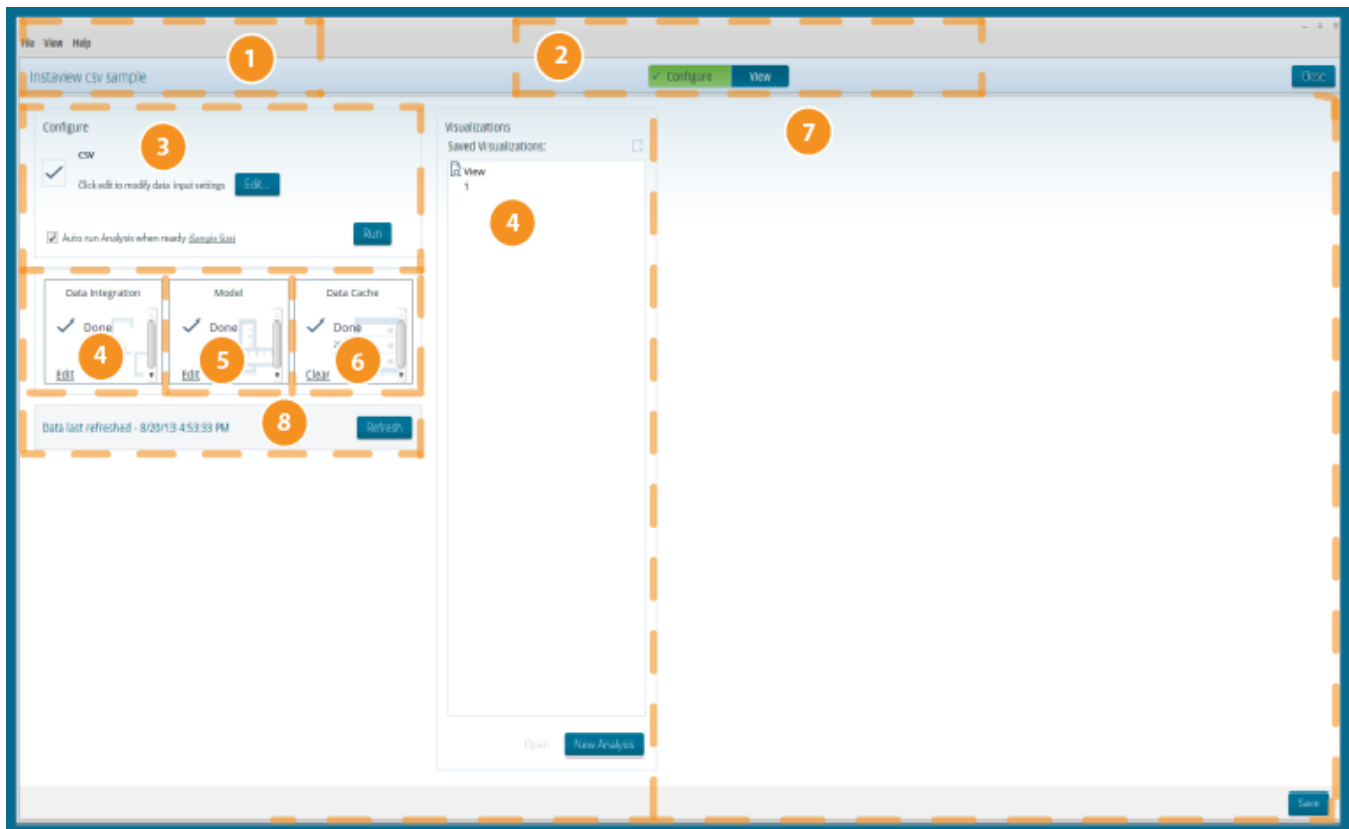 File View Help
1
2
Instaview csv sample
✓ Configure View
Close
Configure
3
CSV
Click edit to modify data input settings Edit...
Auto run Analysis when ready (Sample Size)
Run
Visualizations
Saved Visualizations:
View
1
4
7
Data Integration
Done
4
Edit
Model
Done
5
Edit
Data Cache
Done
6
Clear
8
Data last refreshed - 8/20/13 4:53:33 PM
Refresh
Open New Analysis
Save